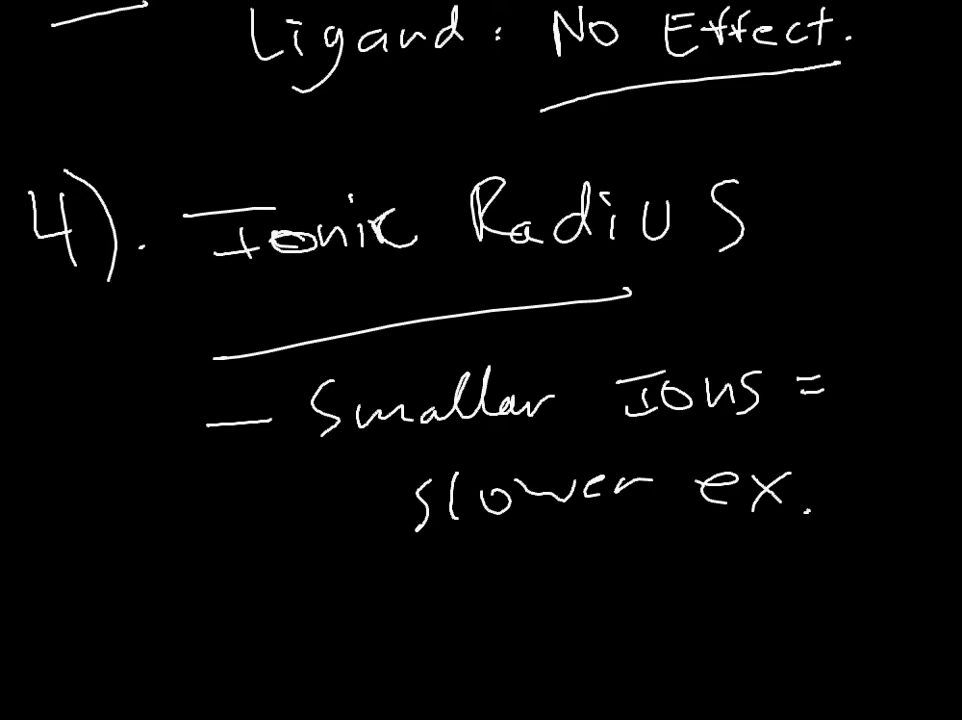 Ligand: No Effect.
4). Ionic Radius
- Smaller Ions =
slower ex.